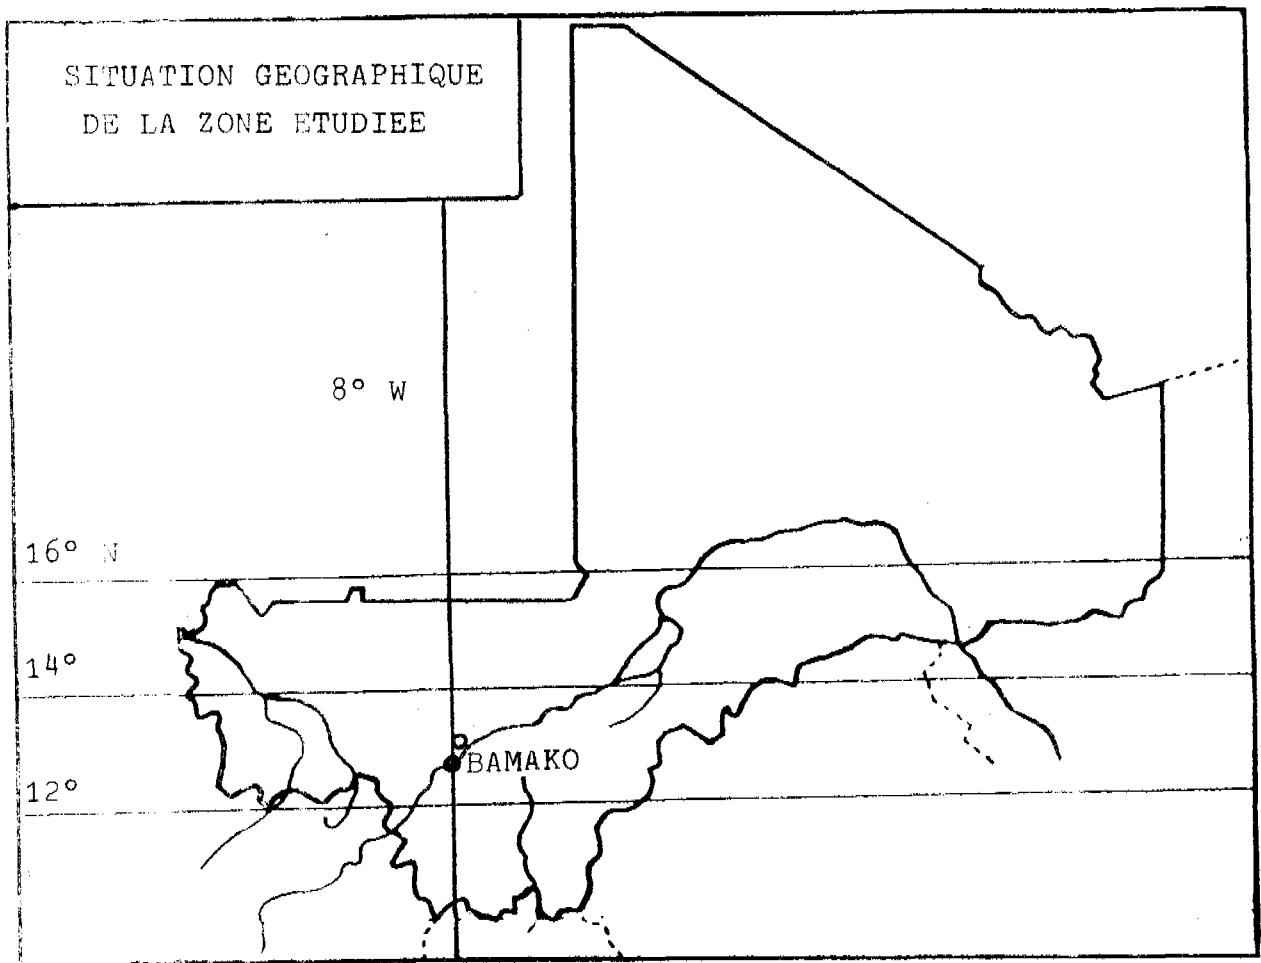 SITUATION GEOGRAPHIQUE
DE LA ZONE ETUDIEE
8° W
16° N
14°
BAMAKO
12°